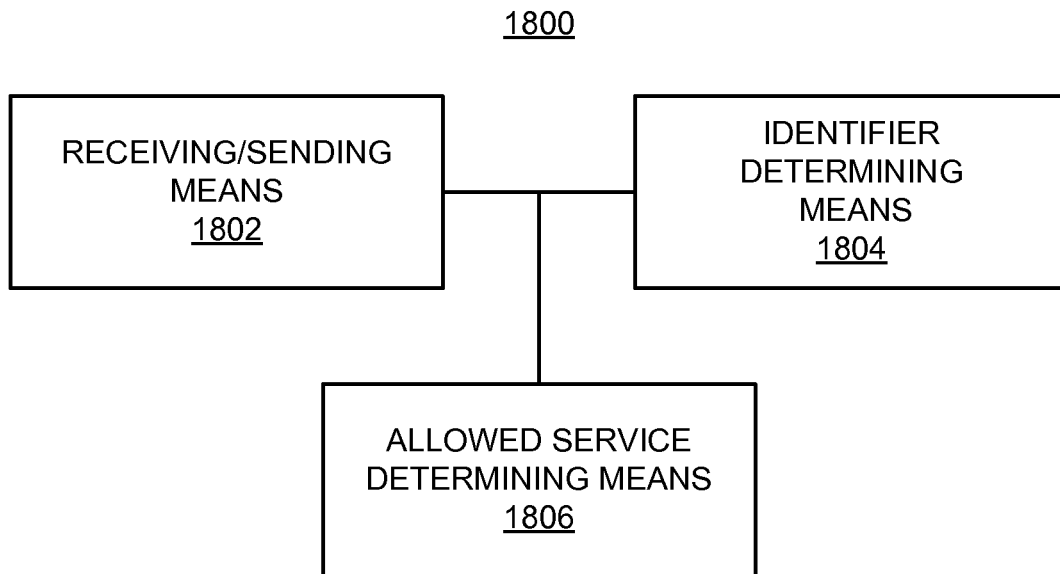 1800
RECEIVING/SENDING
MEANS
1802
IDENTIFIER
DETERMINING
MEANS
1804
ALLOWED SERVICE
DETERMINING MEANS
1806